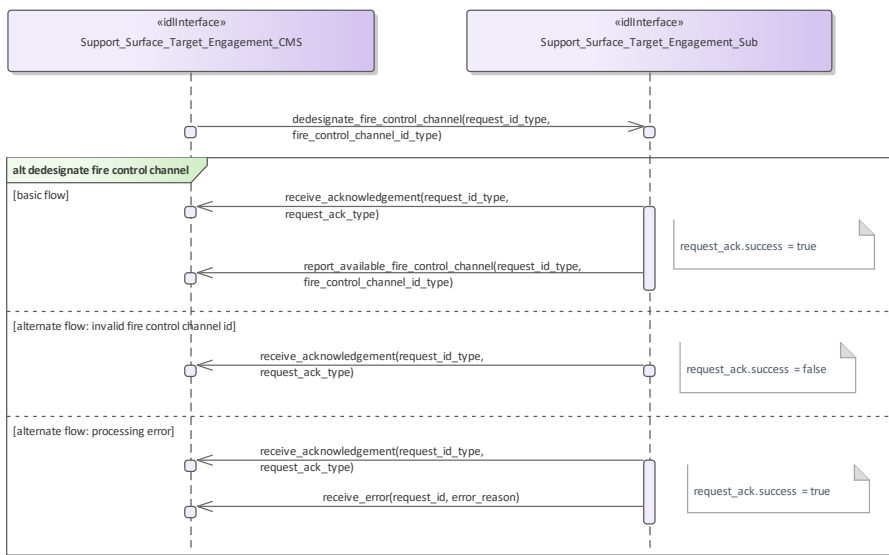 «idlInterface»
Support_Surface_Target_Engagement_CMS
«idlInterface»
Support_Surface_Target_Engagement_Sub
dedesignate_fire_control_channel(request_id_type,
fire_control_channel_id_type)
alt dedesignate fire control channel
[basic flow]
receive_acknowledgement(request_id_type,
request_ack_type)
request_ack.success = true
report_available_fire_control_channel(request_id_type,
fire_control_channel_id_type)
[alternate flow: invalid fire control channel id]
receive_acknowledgement(request_id_type,
request_ack_type)
request_ack.success = false
[alternate flow: processing error]
receive_acknowledgement(request_id_type,
request_ack_type)
request_ack.success = true
receive_error(request_id, error_reason)